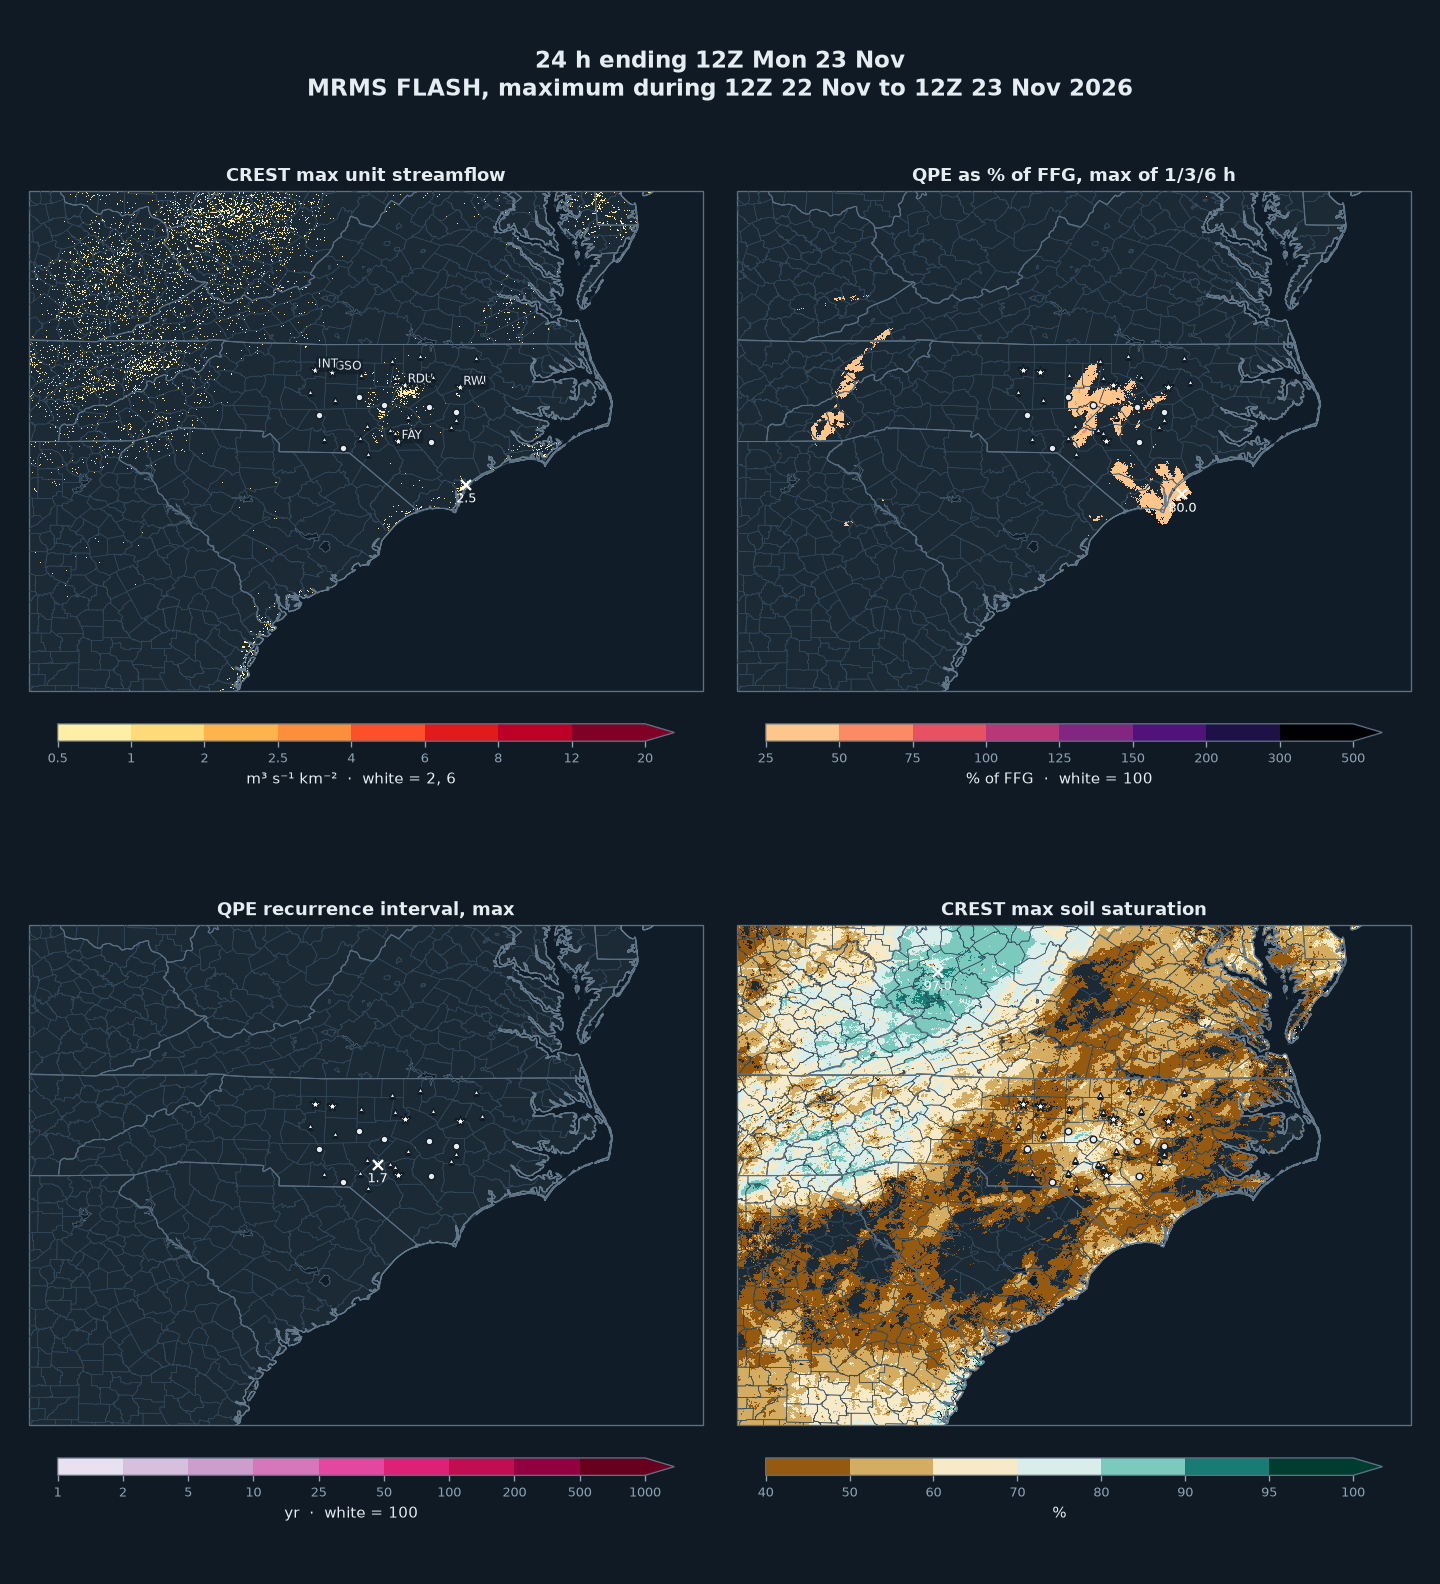 24 h ending 12Z Mon 23 Nov
MRMS FLASH, maximum during 12Z 22 Nov to 12Z 23 Nov 2026
CREST max unit streamflow
INT GSO
RDU
RWI
FAY
2.5
0.5 1 2 2.5 4 6 8 12 20
m³ s⁻¹ km⁻² · white = 2, 6
QPE as % of FFG, max of 1/3/6 h
80.0
25 50 75 100 125 150 200 300 500
% of FFG · white = 100
QPE recurrence interval, max
1.7
1 2 5 10 25 50 100 200 500 1000
yr · white = 100
CREST max soil saturation
97.0
40 50 60 70 80 90 95 100
%